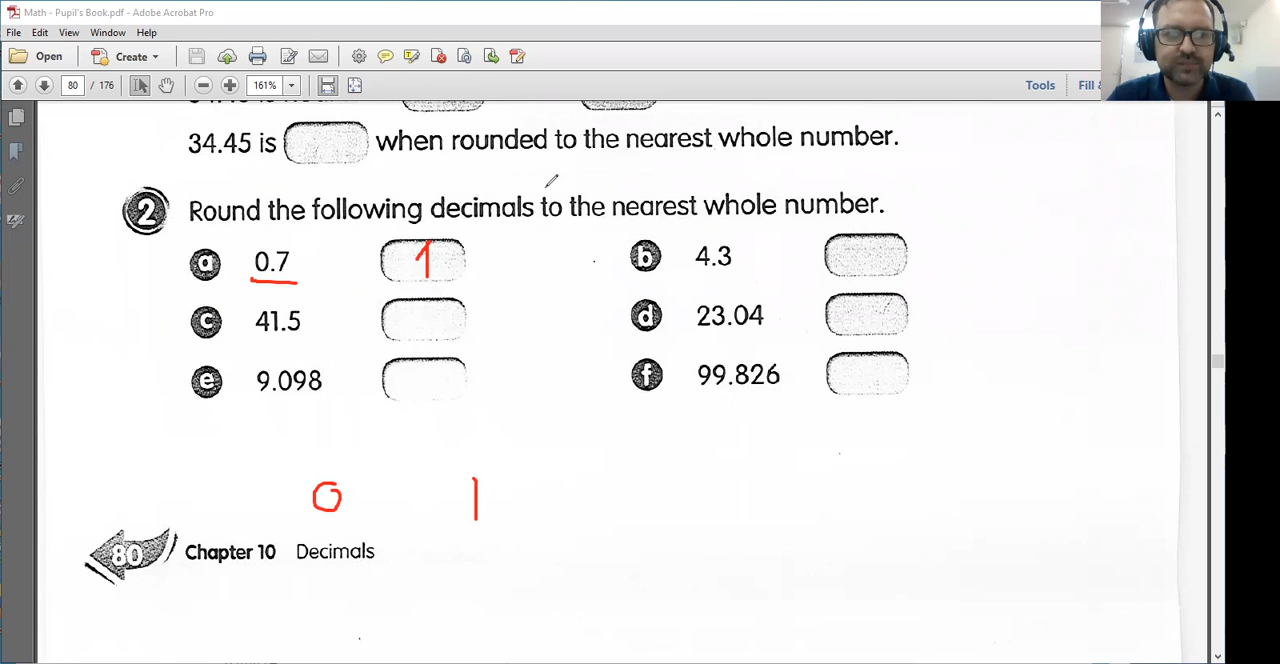 Math - Pupil's Book.pdf - Adobe Acrobat Pro
File Edit View Window Help
Open Create
80 / 176 161% Tools Fill &
34.45 is when rounded to the nearest whole number.
2 Round the following decimals to the nearest whole number.
a 0.7 1 b 4.3
c 41.5 d 23.04
e 9.098 f 99.826
0 1
80 Chapter 10 Decimals